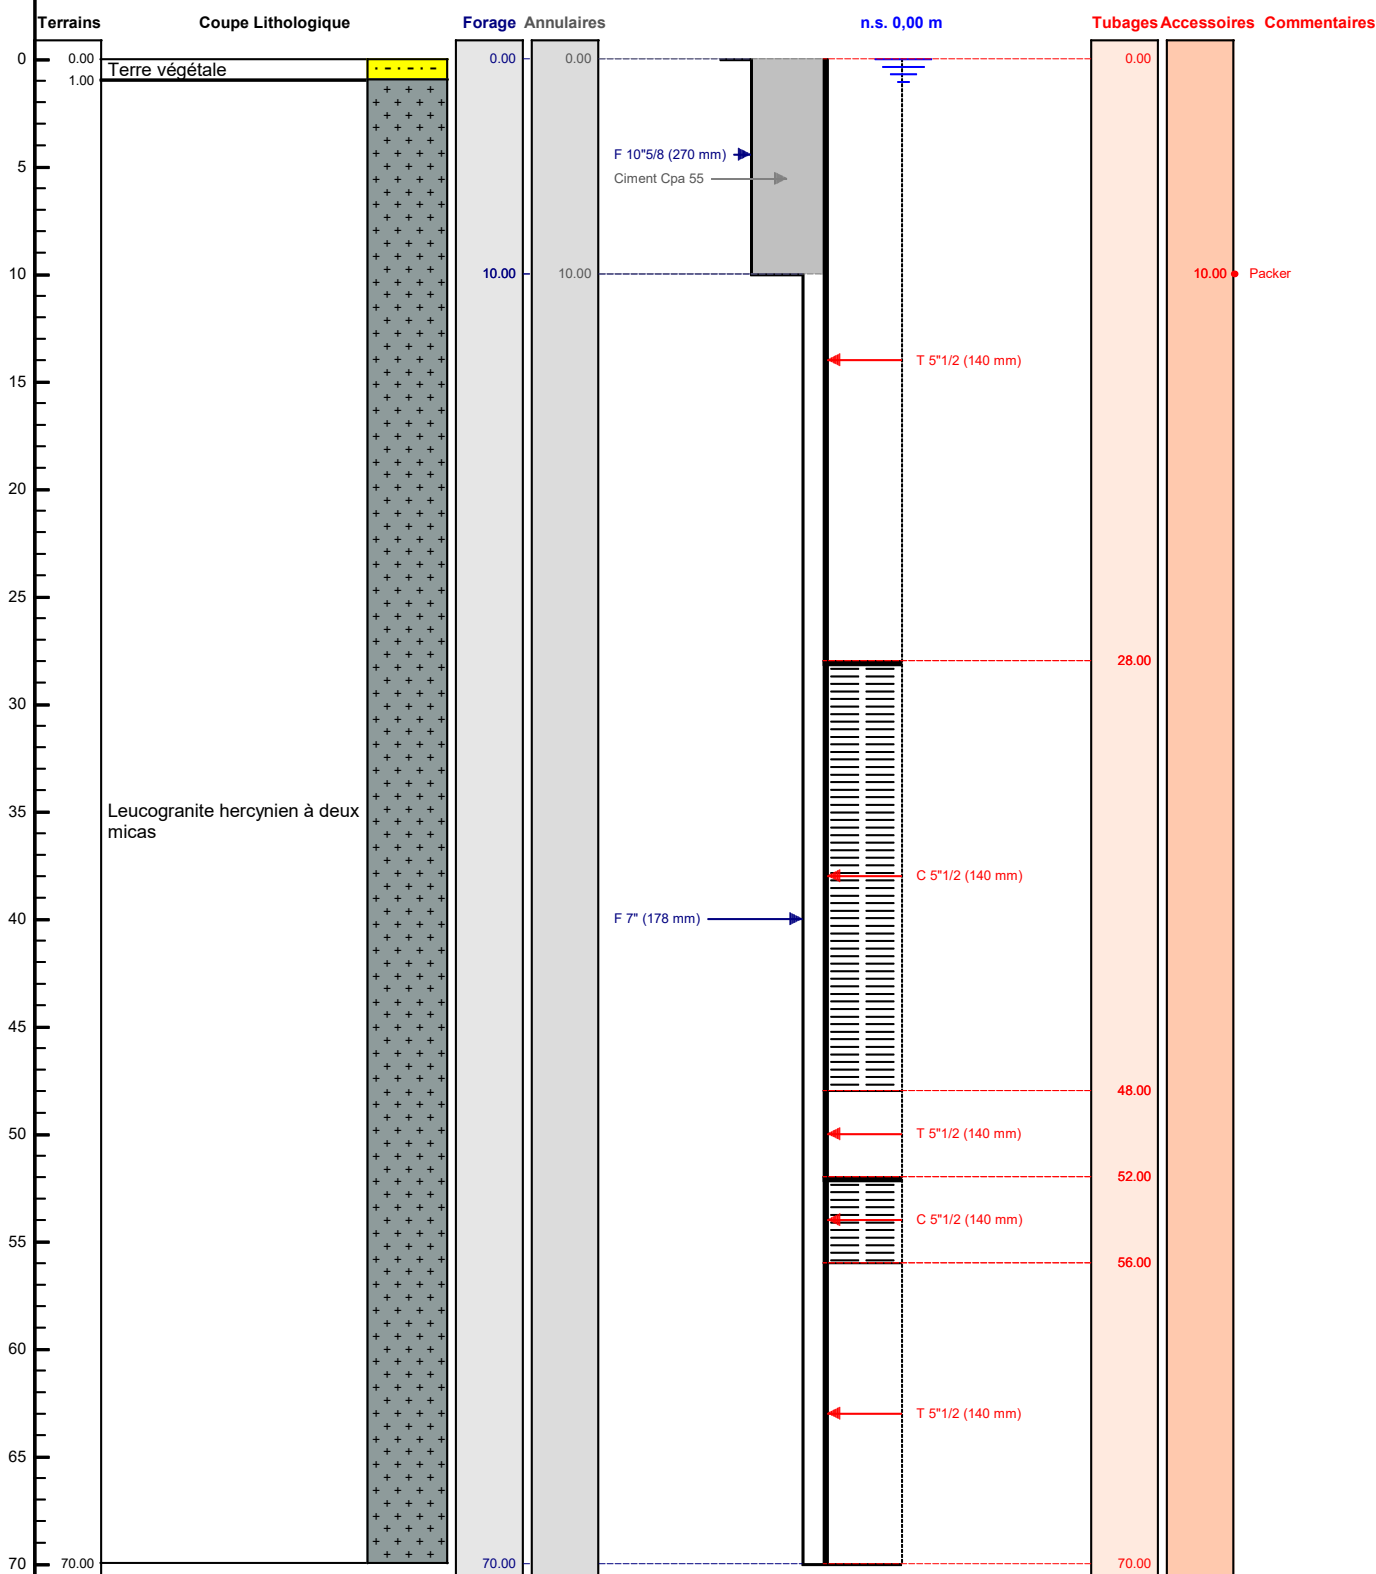 Terrains Coupe Lithologique Forage Annulaires n.s. 0,00 m Tubages Accessoires Commentaires
0 0.00 Terre végétale 0.00 0.00 0.00
1.00
5 F 10"5/8 (270 mm)
Ciment Cpa 55
10 10.00 10.00 10.00 Packer
15 T 5"1/2 (140 mm)
20
25
28.00
30
35 Leucogranite hercynien à deux
micas
C 5"1/2 (140 mm)
40 F 7" (178 mm)
45
48.00
50 T 5"1/2 (140 mm)
52.00
C 5"1/2 (140 mm)
55
56.00
60
T 5"1/2 (140 mm)
65
70 70.00 70.00 70.00